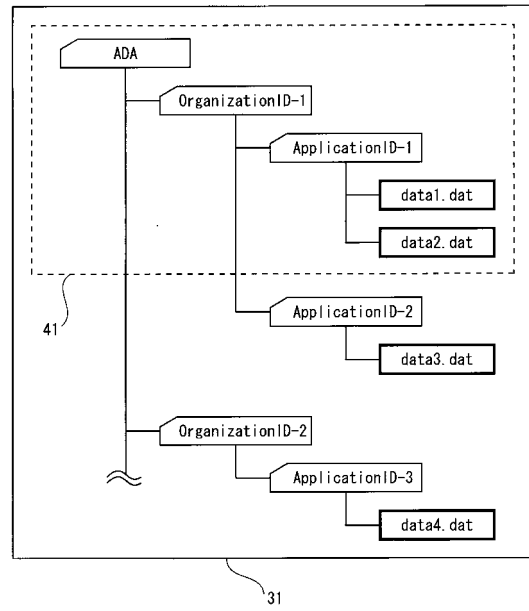 ADA
OrganizationID-1
ApplicationID-1
data1.dat
data2.dat
41
ApplicationID-2
data3.dat
OrganizationID-2
ApplicationID-3
data4.dat
31